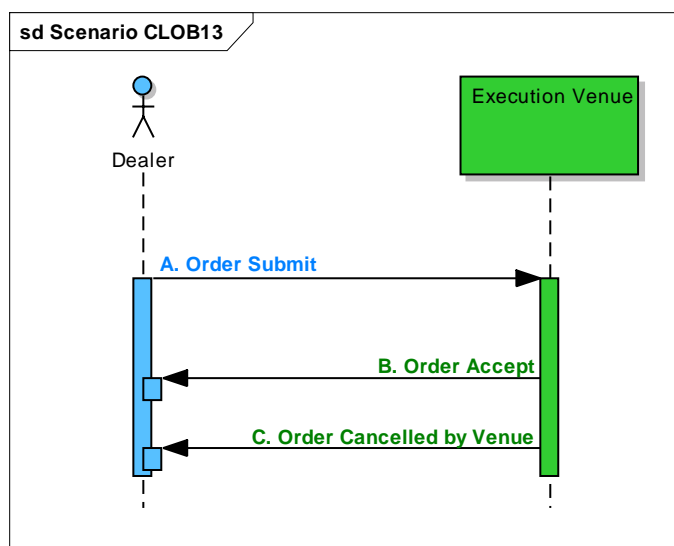 sd Scenario CLOB13
Execution Venue
Dealer
A. Order Submit
B. Order Accept
C. Order Cancelled by Venue